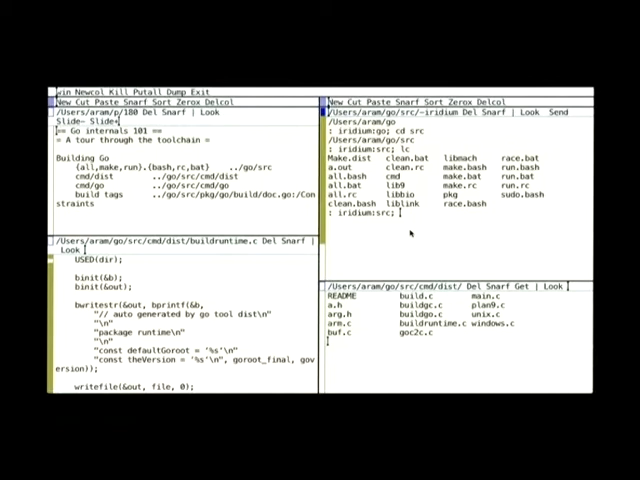 win Newcol Kill Putall Dump Exit
New Cut Paste Snarf Sort Zerox Delcol
/Users/aram/p/180 Del Snarf | Look
Slide- Slide+
== Go internals 101 ==
= A tour through the toolchain =
Building Go
{all,make,run}.{bash,rc,bat} ../go/src
cmd/dist ../go/src/cmd/dist
cmd/go ../go/src/cmd/go
build tags ../go/src/pkg/go/build/doc.go:/Con
straints
/Users/aram/go/src/cmd/dist/buildruntime.c Del Snarf |
Look
USED(dir);
binit(&b);
binit(&out);
bwritestr(&out, bprintf(&b,
"// auto generated by go tool dist\n"
"\n"
"package runtime\n"
"\n"
"const defaultGoroot = `%s`\n"
"const theVersion = `%s`\n", goroot_final, gov
ersion));
writefile(&out, file, 0);
New Cut Paste Snarf Sort Zerox Delcol
/Users/aram/go/src/-iridium Del Snarf | Look Send
/Users/aram/go
: iridium:go; cd src
/Users/aram/go/src
: iridium:src; lc
Make.dist clean.bat libmach race.bat
a.out clean.rc make.bash run.bash
all.bash cmd make.bat run.bat
all.bat lib9 make.rc run.rc
all.rc libbio pkg sudo.bash
clean.bash liblink race.bash
: iridium:src;
/Users/aram/go/src/cmd/dist/ Del Snarf Get | Look
README build.c main.c
a.h buildgc.c plan9.c
arg.h buildgo.c unix.c
arm.c buildruntime.c windows.c
buf.c goc2c.c